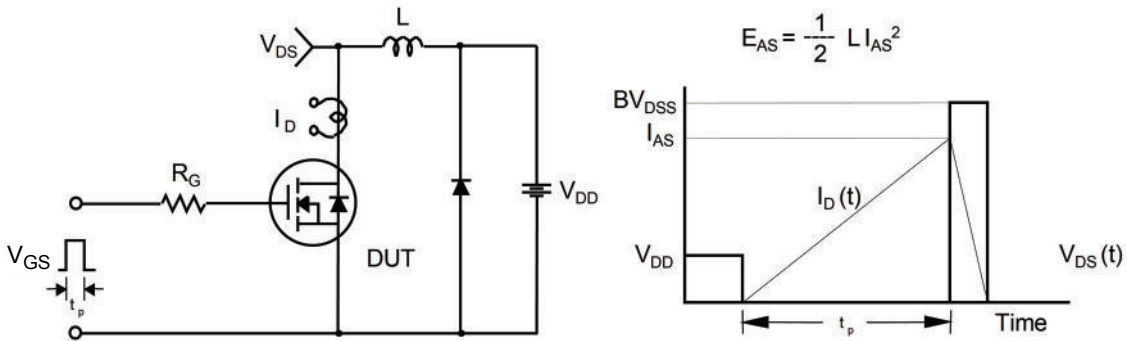 L
V_DS
I_D
R_G
V_DD
DUT
V_GS
t_p
E_AS = 1/2 L I_AS^2
BV_DSS
I_AS
I_D (t)
V_DD
V_DS (t)
t_p
Time